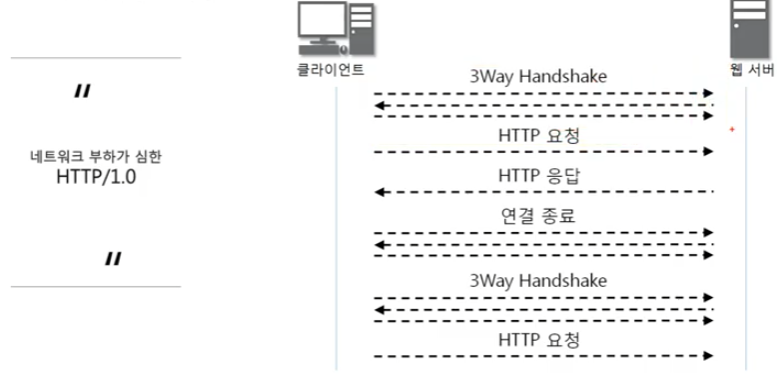 클라이언트
웹 서버
"
네트워크 부하가 심한
HTTP/1.0
"
3Way Handshake
HTTP 요청
HTTP 응답
연결 종료
3Way Handshake
HTTP 요청